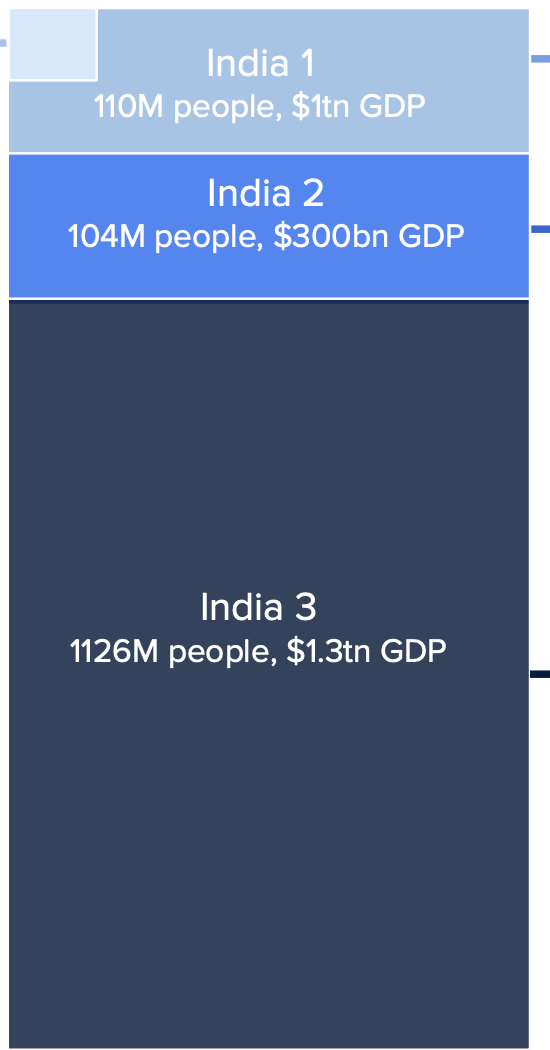 India 1
110M people, $1tn GDP
India 2
104M people, $300bn GDP
India 3
1126M people, $1.3tn GDP